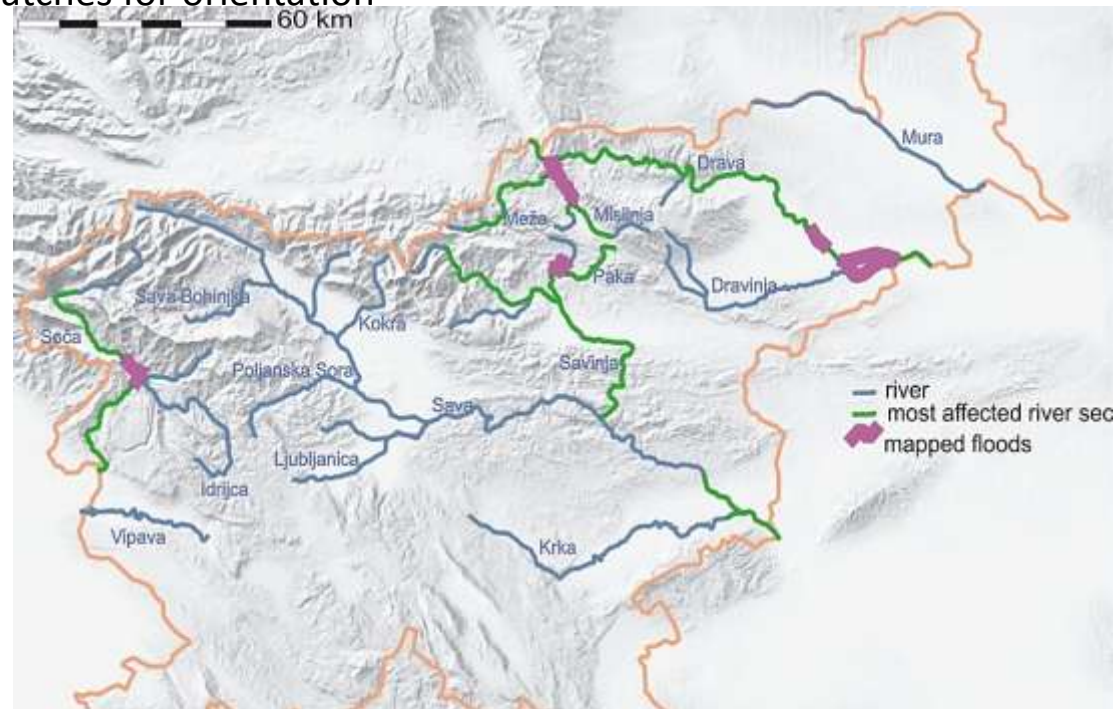 atches for orientation
60 km
Mura
Drava
Meža
Mislinja
Paka
Dravinja
Sava Bohinjka
Kokra
Soča
Poljanska Sora
Savinja
Sava
Ljubljanica
Idrijca
Vipava
Krka
river
most affected river sec
mapped floods